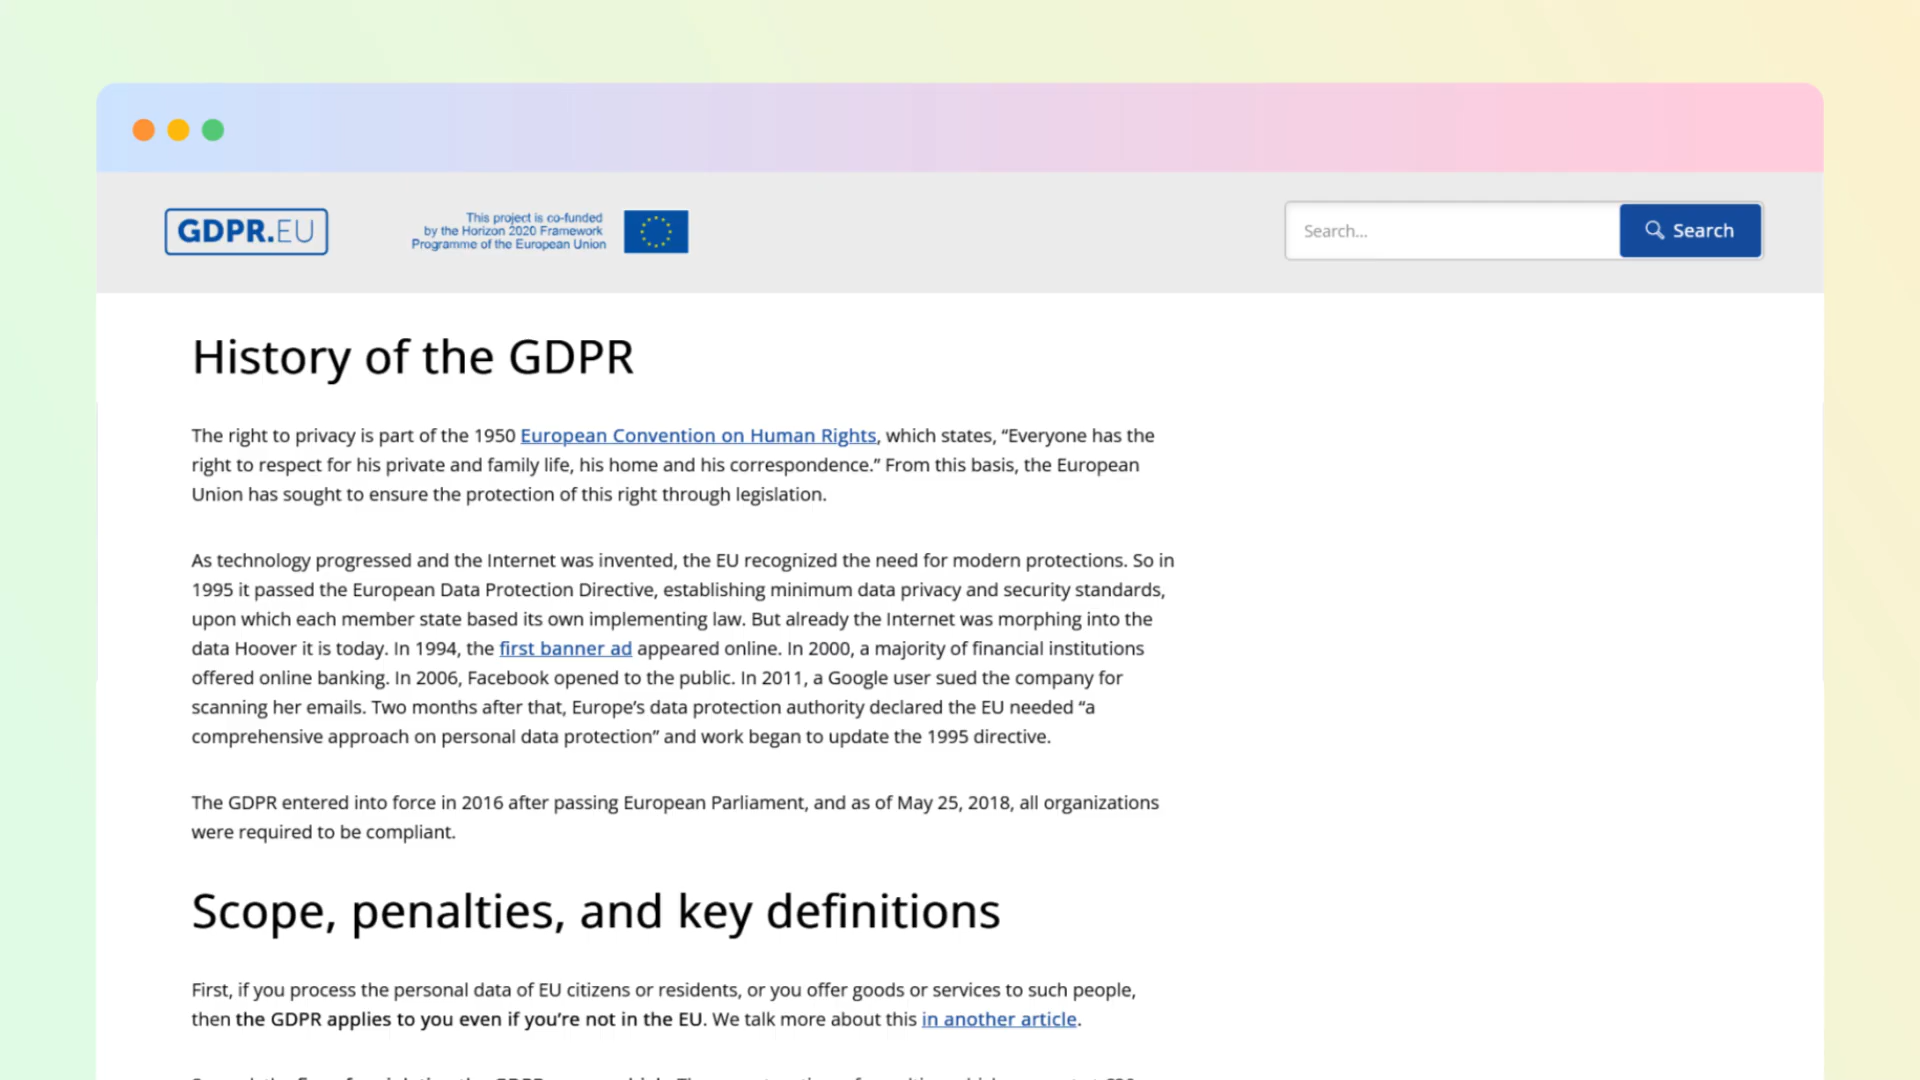 GDPR.EU
This project is co-funded
by the Horizon 2020 Framework
Programme of the European Union
Search...
Search
History of the GDPR
The right to privacy is part of the 1950 European Convention on Human Rights, which states, “Everyone has the
right to respect for his private and family life, his home and his correspondence.” From this basis, the European
Union has sought to ensure the protection of this right through legislation.
As technology progressed and the Internet was invented, the EU recognized the need for modern protections. So in
1995 it passed the European Data Protection Directive, establishing minimum data privacy and security standards,
upon which each member state based its own implementing law. But already the Internet was morphing into the
data Hoover it is today. In 1994, the first banner ad appeared online. In 2000, a majority of financial institutions
offered online banking. In 2006, Facebook opened to the public. In 2011, a Google user sued the company for
scanning her emails. Two months after that, Europe’s data protection authority declared the EU needed “a
comprehensive approach on personal data protection” and work began to update the 1995 directive.
The GDPR entered into force in 2016 after passing European Parliament, and as of May 25, 2018, all organizations
were required to be compliant.
Scope, penalties, and key definitions
First, if you process the personal data of EU citizens or residents, or you offer goods or services to such people,
then the GDPR applies to you even if you’re not in the EU. We talk more about this in another article.